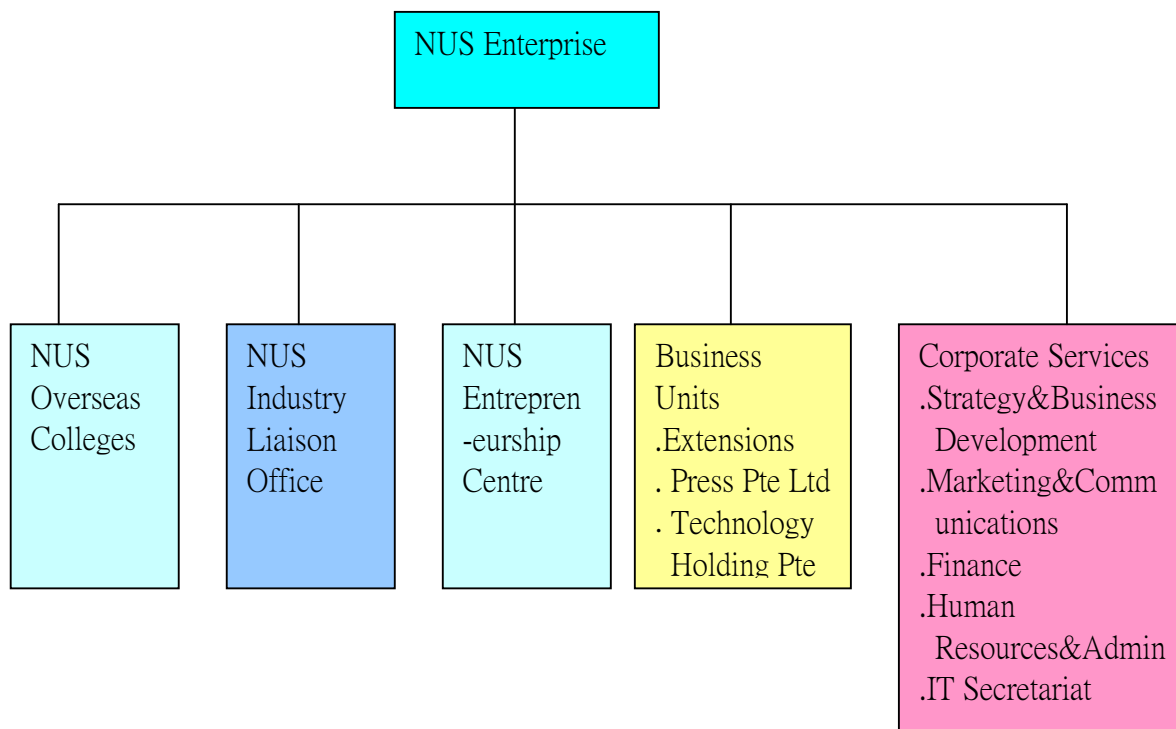 NUS Enterprise
NUS
Overseas
Colleges
NUS
Industry
Liaison
Office
NUS
Entrepren
-eurship
Centre
Business
Units
.Extensions
. Press Pte Ltd
. Technology
Holding Pte
Corporate Services
.Strategy&Business
Development
.Marketing&Comm
unications
.Finance
.Human
Resources&Admin
.IT Secretariat